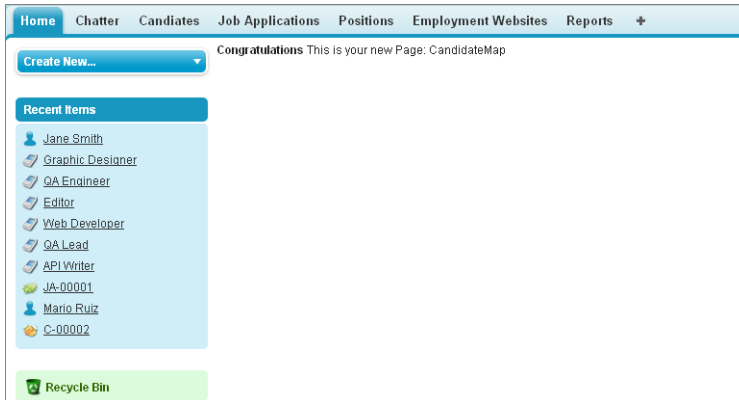 Home Chatter Candiates Job Applications Positions Employment Websites Reports +
Congratulations This is your new Page: CandidateMap
Create New...
Recent Items
Jane Smith
Graphic Designer
QA Engineer
Editor
Web Developer
QA Lead
API Writer
JA-00001
Mario Ruiz
C-00002
Recycle Bin